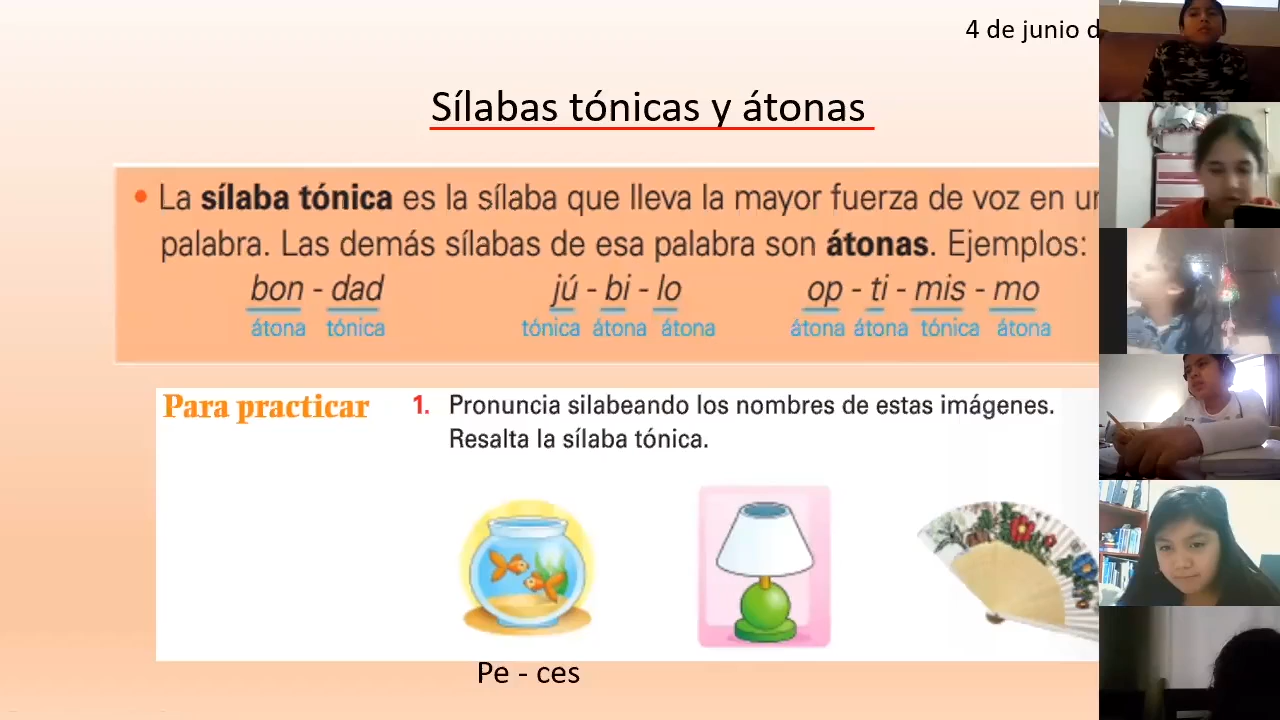 4 de junio d
Sílabas tónicas y átonas
• La sílaba tónica es la sílaba que lleva la mayor fuerza de voz en un
palabra. Las demás sílabas de esa palabra son átonas. Ejemplos:
bon - dad jú - bi - lo op - ti - mis - mo
átona tónica tónica átona átona átona átona tónica átona
Para practicar 1. Pronuncia silabeando los nombres de estas imágenes.
Resalta la sílaba tónica.
Pe - ces